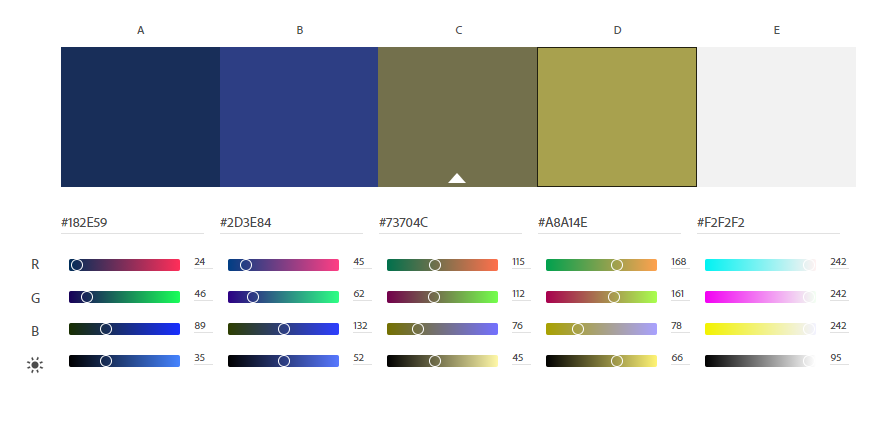 A B C D E
#182E59 #2D3E84 #73704C #A8A14E #F2F2F2
R 24 45 115 168 242
G 46 62 112 161 242
B 89 132 76 78 242
35 52 45 66 95